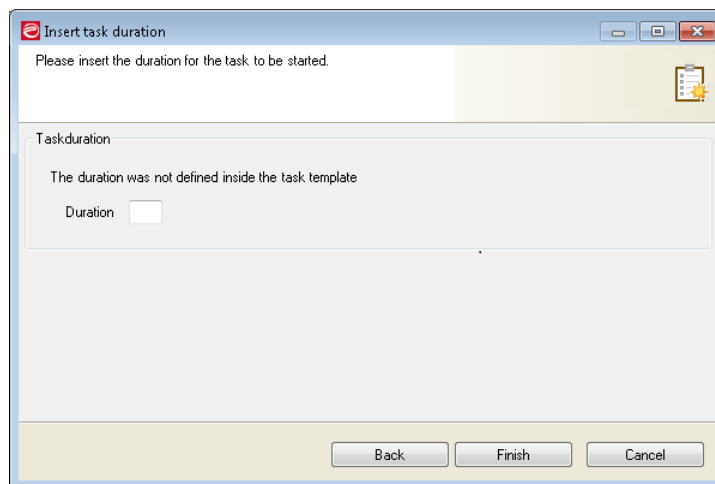 Insert task duration
Please insert the duration for the task to be started.
Taskduration
The duration was not defined inside the task template
Duration
Back Finish Cancel